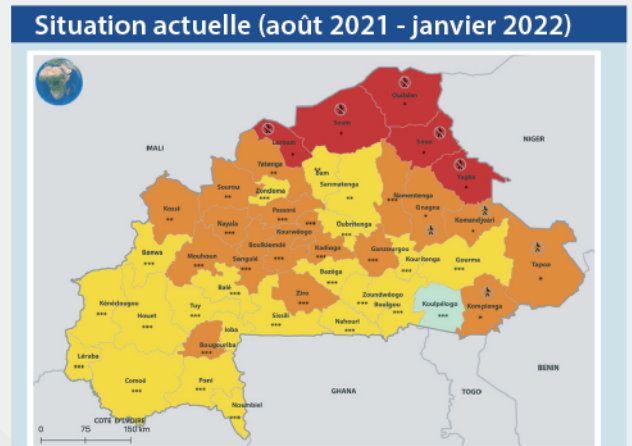 Situation actuelle (août 2021 - janvier 2022)
MALI
NIGER
BENIN
TOGO
GHANA
COTE D'IVOIRE
Oudalan
Soum
Loroum
Séno
Yagha
Yatenga
**
Bam
Sanmatenga
**
Zondoma
***
Sourou
**
Kossi
**
Namentenga
***
Gnagna
*
Komandjoari
*
Passoré
***
Nayala
***
Kourwéogo
Oubritenga
***
Boulkiemdé
***
Kadiogo
***
Ganzourgou
***
Kouritenga
***
Gourma
***
Tapoa
*
Banwa
***
Mouhoun
***
Sanguié
***
Bazèga
***
Balé
***
Ziro
***
Zoundwéogo
***
Boulgou
***
Koulpélogo
***
Kompienga
*
Kénédougou
***
Houet
***
Tuy
***
Ioba
Sissili
***
Nahouri
***
Bougouriba
***
Léraba
***
Comoé
***
Poni
***
Noumbiel
***
0 75 150 km